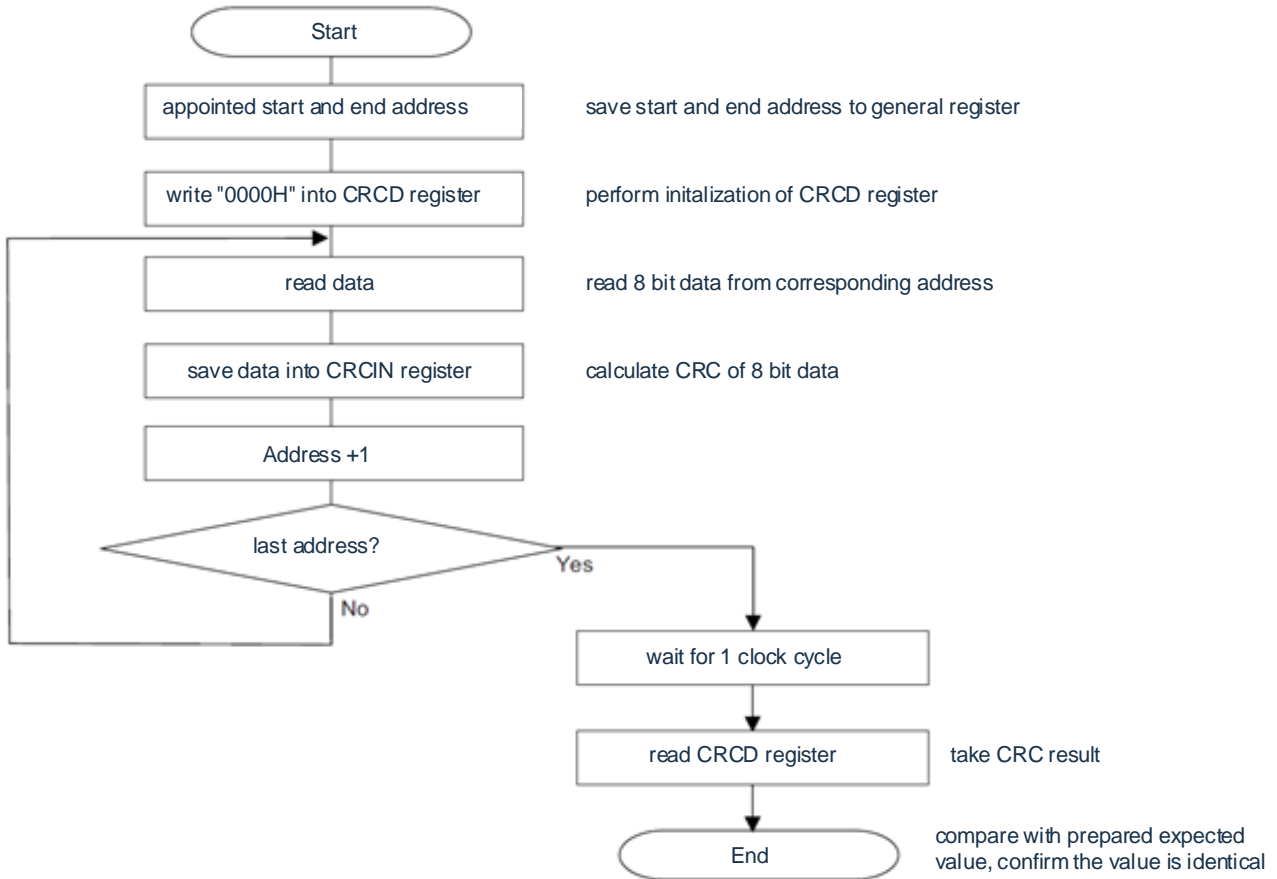 Start
appointed start and end address
save start and end address to general register
write "0000H" into CRCD register
perform initalization of CRCD register
read data
read 8 bit data from corresponding address
save data into CRCIN register
calculate CRC of 8 bit data
Address +1
last address?
Yes
No
wait for 1 clock cycle
read CRCD register
take CRC result
End
compare with prepared expected
value, confirm the value is identical